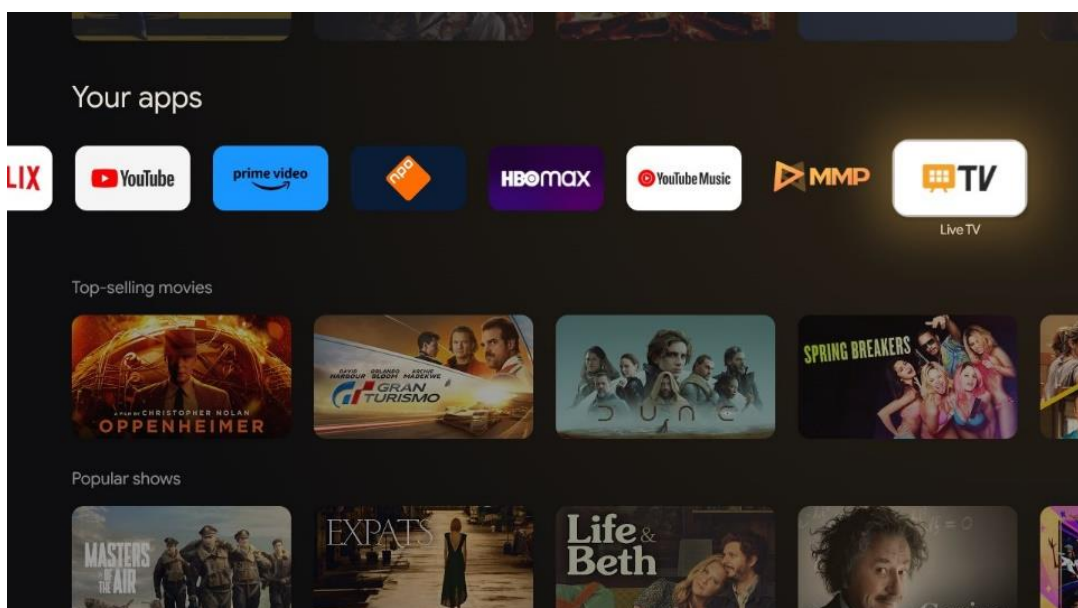 Your apps
LIX
YouTube
prime video
npo
HBOMAX
YouTube Music
MMP
TV
Live TV
Top-selling movies
A FILM BY CHRISTOPHER NOLAN
OPPENHEIMER
DAVID HARBOUR
ORLANDO BLOOM
ARCHIE MADEKWE
GRAN TURISMO
DUNE
SPRING BREAKERS
Popular shows
MASTERS
OF THE AIR
EXPATS
Life &
Beth